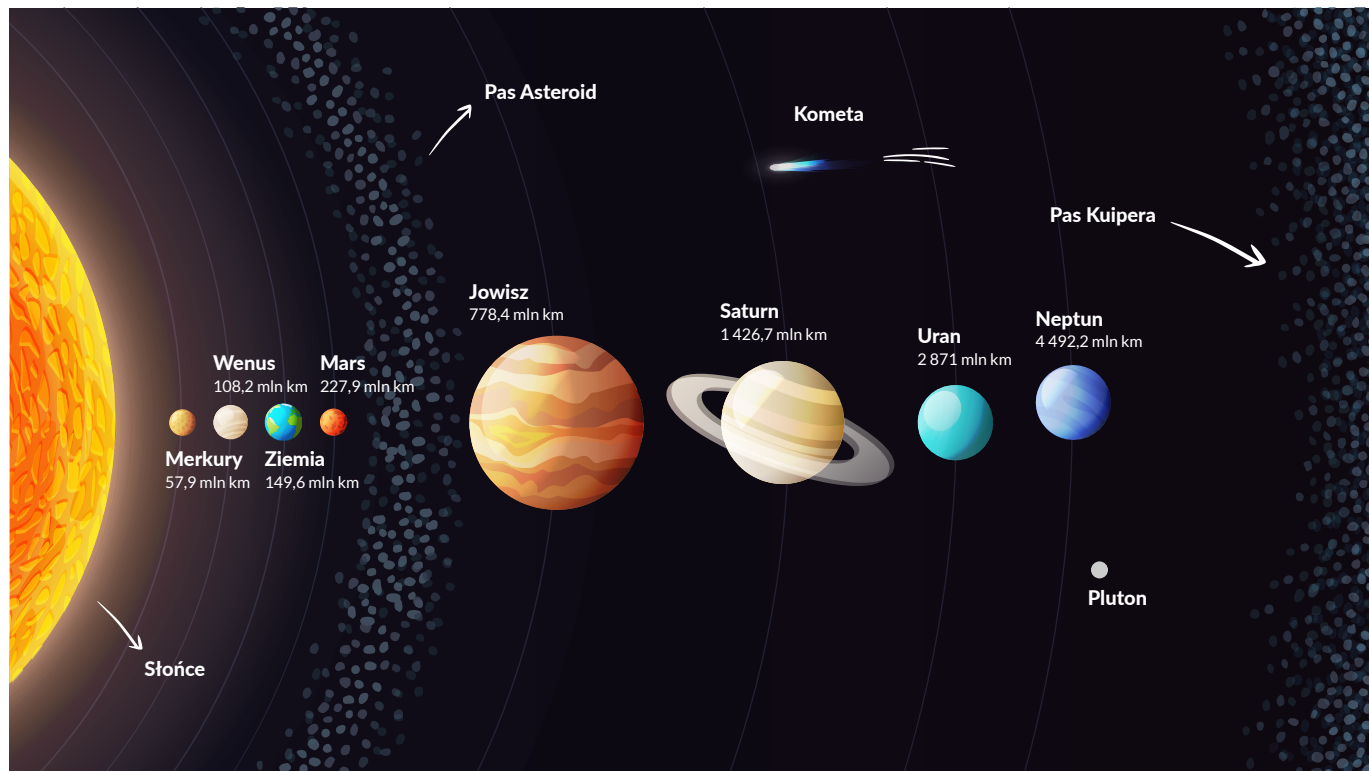 Pas Asteroid
Kometa
Pas Kuipera
Jowisz
778,4 mln km
Saturn
1 426,7 mln km
Uran
2 871 mln km
Neptun
4 492,2 mln km
Wenus
108,2 mln km
Mars
227,9 mln km
Merkury
57,9 mln km
Ziemia
149,6 mln km
Pluton
Słońce